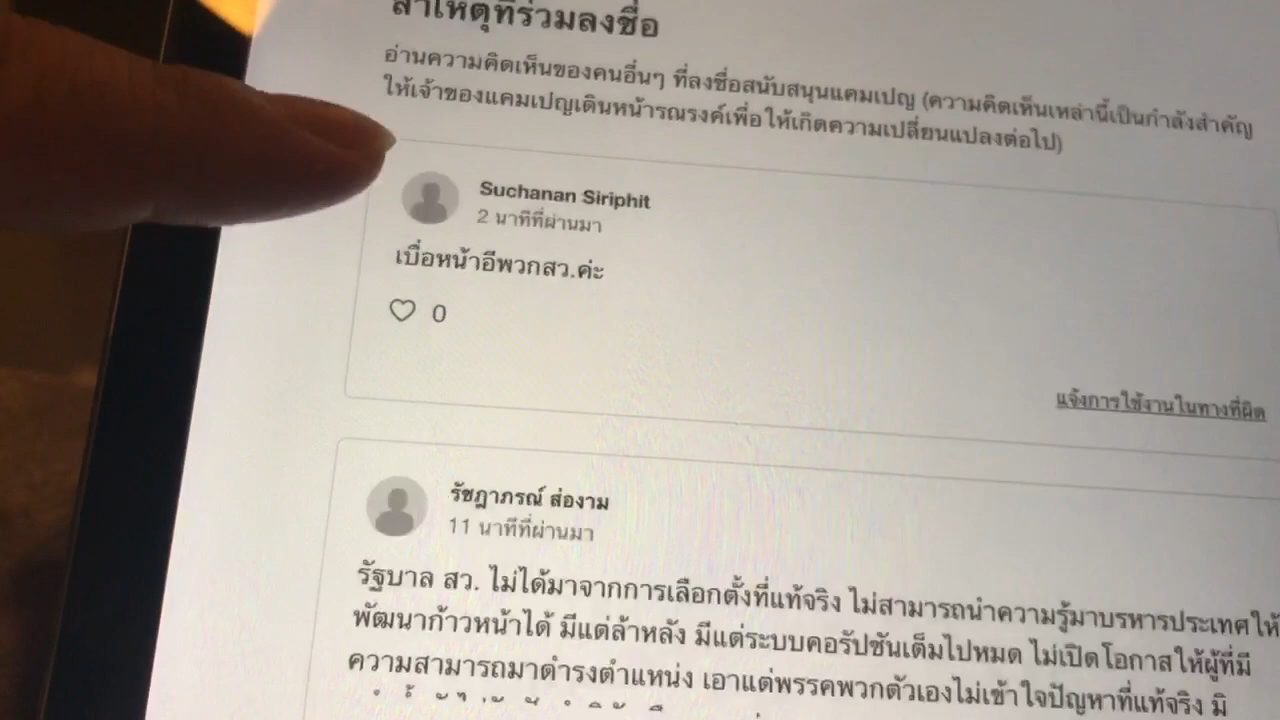 สาเหตุที่ร่วมลงชื่อ
อ่านความคิดเห็นของคนอื่นๆ ที่ลงชื่อสนับสนุนแคมเปญ (ความคิดเห็นเหล่านี้เป็นกำลังสำคัญ
ให้เจ้าของแคมเปญเดินหน้ารณรงค์เพื่อให้เกิดความเปลี่ยนแปลงต่อไป)
Suchanan Siriphit
2 นาทีที่ผ่านมา
เบื่อหน้าอีพวกสว.ค่ะ
0
แจ้งการใช้งานในทางที่ผิด
รัชฎาภรณ์ ส่องาม
11 นาทีที่ผ่านมา
รัฐบาล สว. ไม่ได้มาจากการเลือกตั้งที่แท้จริง ไม่สามารถนำความรู้มาบรหารประเทศให้
พัฒนาก้าวหน้าได้ มีแต่ล้าหลัง มีแต่ระบบคอรัปชันเต็มไปหมด ไม่เปิดโอกาสให้ผู้ที่มี
ความสามารถมาดำรงตำแหน่ง เอาแต่พรรคพวกตัวเองไม่เข้าใจปัญหาที่แท้จริง มิ